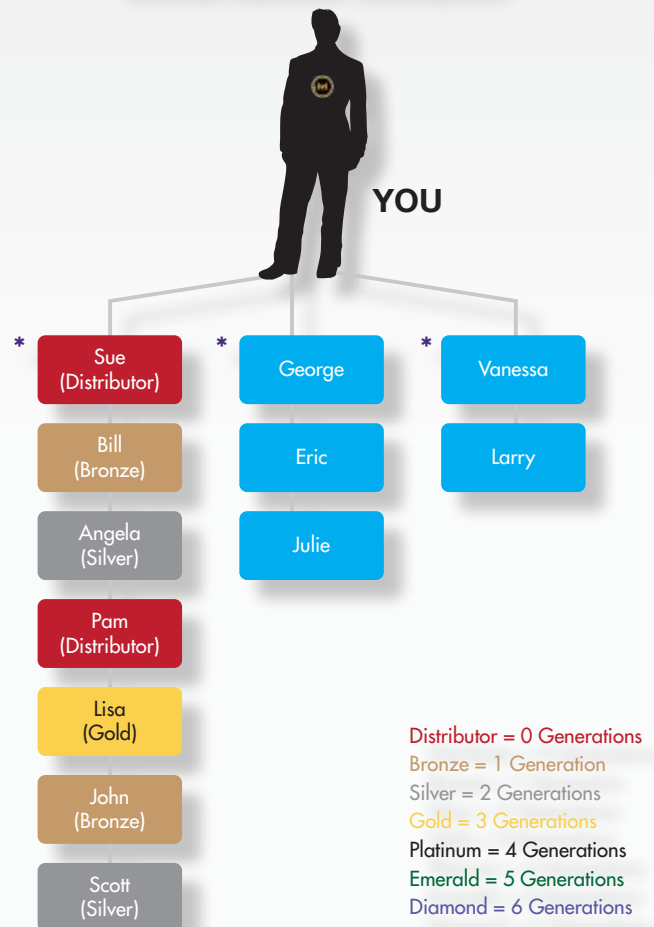 YOU
*
Sue
(Distributor)
*
George
*
Vanessa
Bill
(Bronze)
Eric
Larry
Angela
(Silver)
Julie
Pam
(Distributor)
Lisa
(Gold)
John
(Bronze)
Scott
(Silver)
Distributor = 0 Generations
Bronze = 1 Generation
Silver = 2 Generations
Gold = 3 Generations
Platinum = 4 Generations
Emerald = 5 Generations
Diamond = 6 Generations